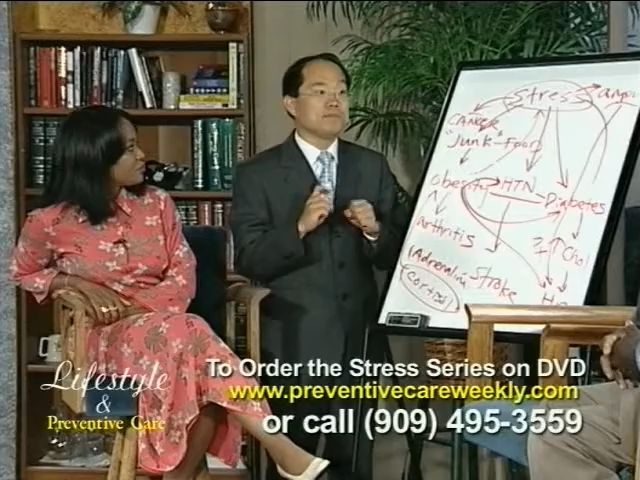 Stress
CANCER
"Junk-Food
Obesity HTN
Diabetes
Arthritis
↑ Chol
(Adrenalin
Stroke
Cortisol
Lifestyle
&
Preventive Care
To Order the Stress Series on DVD
www.preventivecareweekly.com
or call (909) 495-3559